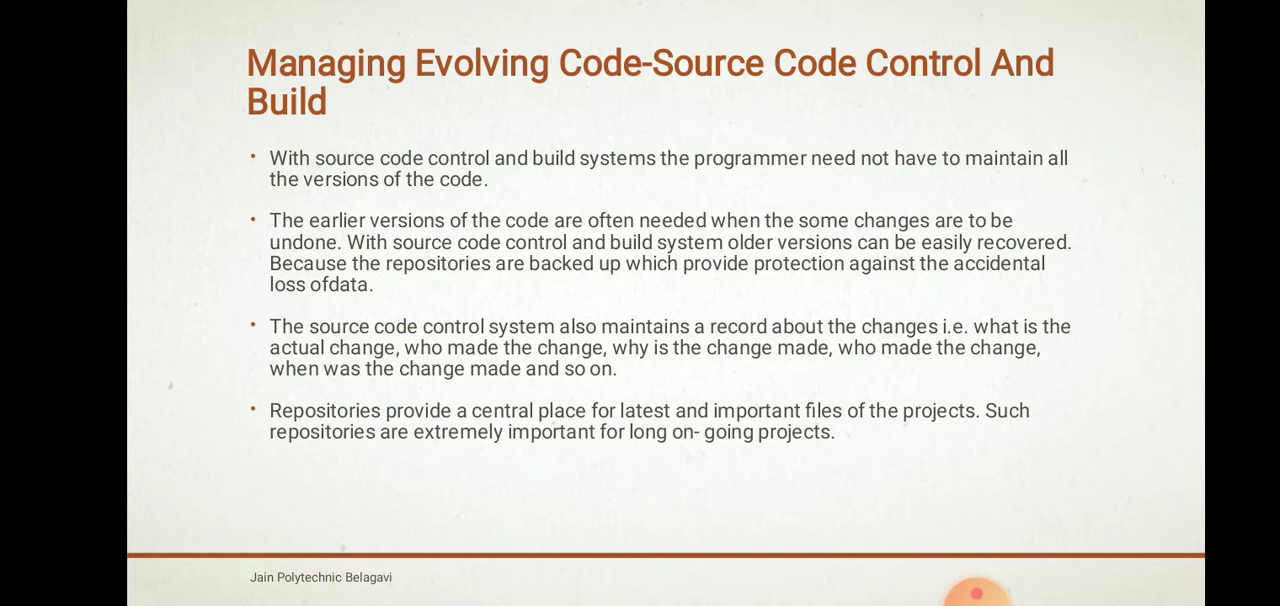 Managing Evolving Code-Source Code Control And
Build
• With source code control and build systems the programmer need not have to maintain all
the versions of the code.
• The earlier versions of the code are often needed when the some changes are to be
undone. With source code control and build system older versions can be easily recovered.
Because the repositories are backed up which provide protection against the accidental
loss ofdata.
• The source code control system also maintains a record about the changes i.e. what is the
actual change, who made the change, why is the change made, who made the change,
when was the change made and so on.
• Repositories provide a central place for latest and important files of the projects. Such
repositories are extremely important for long on- going projects.
Jain Polytechnic Belagavi